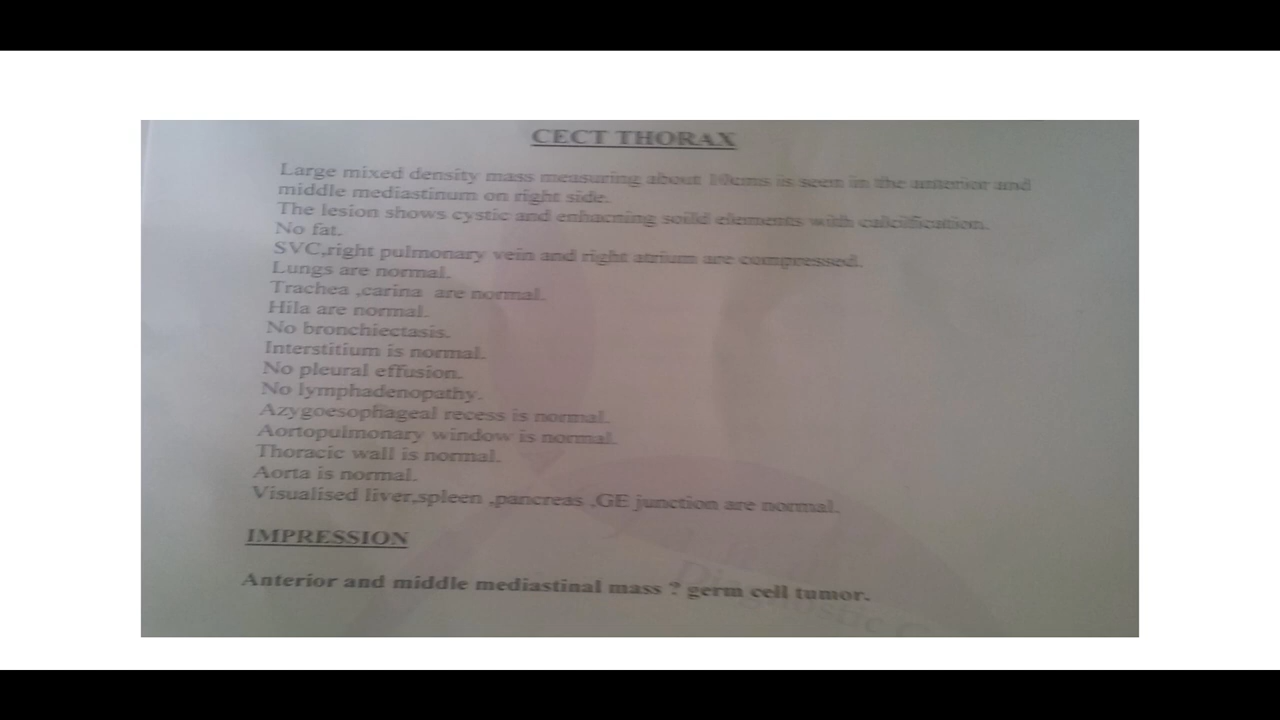 CECT THORAX
Large mixed density mass measuring about 10cms is seen in the anterior and
middle mediastinum on right side.
The lesion shows cystic and enhacning soild elements with calcification.
No fat.
SVC,right pulmonary vein and right atrium are compressed.
Lungs are normal.
Trachea ,carina are normal.
Hila are normal.
No bronchiectasis.
Interstitium is normal.
No pleural effusion.
No lymphadenopathy.
Azygoesophageal recess is normal.
Aortopulmonary window is normal.
Thoracic wall is normal.
Aorta is normal.
Visualised liver,spleen ,pancreas ,GE junction are normal.
IMPRESSION
Anterior and middle mediastinal mass ? germ cell tumor.